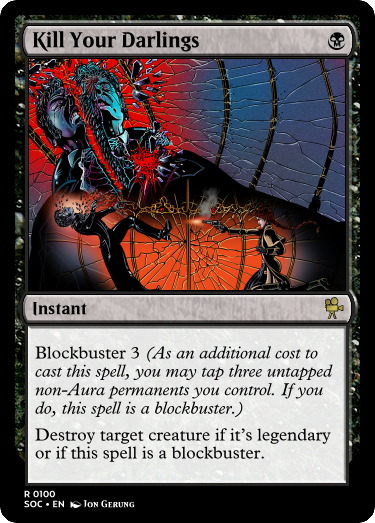 Kill Your Darlings
Instant
Blockbuster 3 (As an additional cost to
cast this spell, you may tap three untapped
non-Aura permanents you control. If you
do, this spell is a blockbuster.)
Destroy target creature if it's legendary
or if this spell is a blockbuster.
R 0100
SOC • EN Jon Gerung